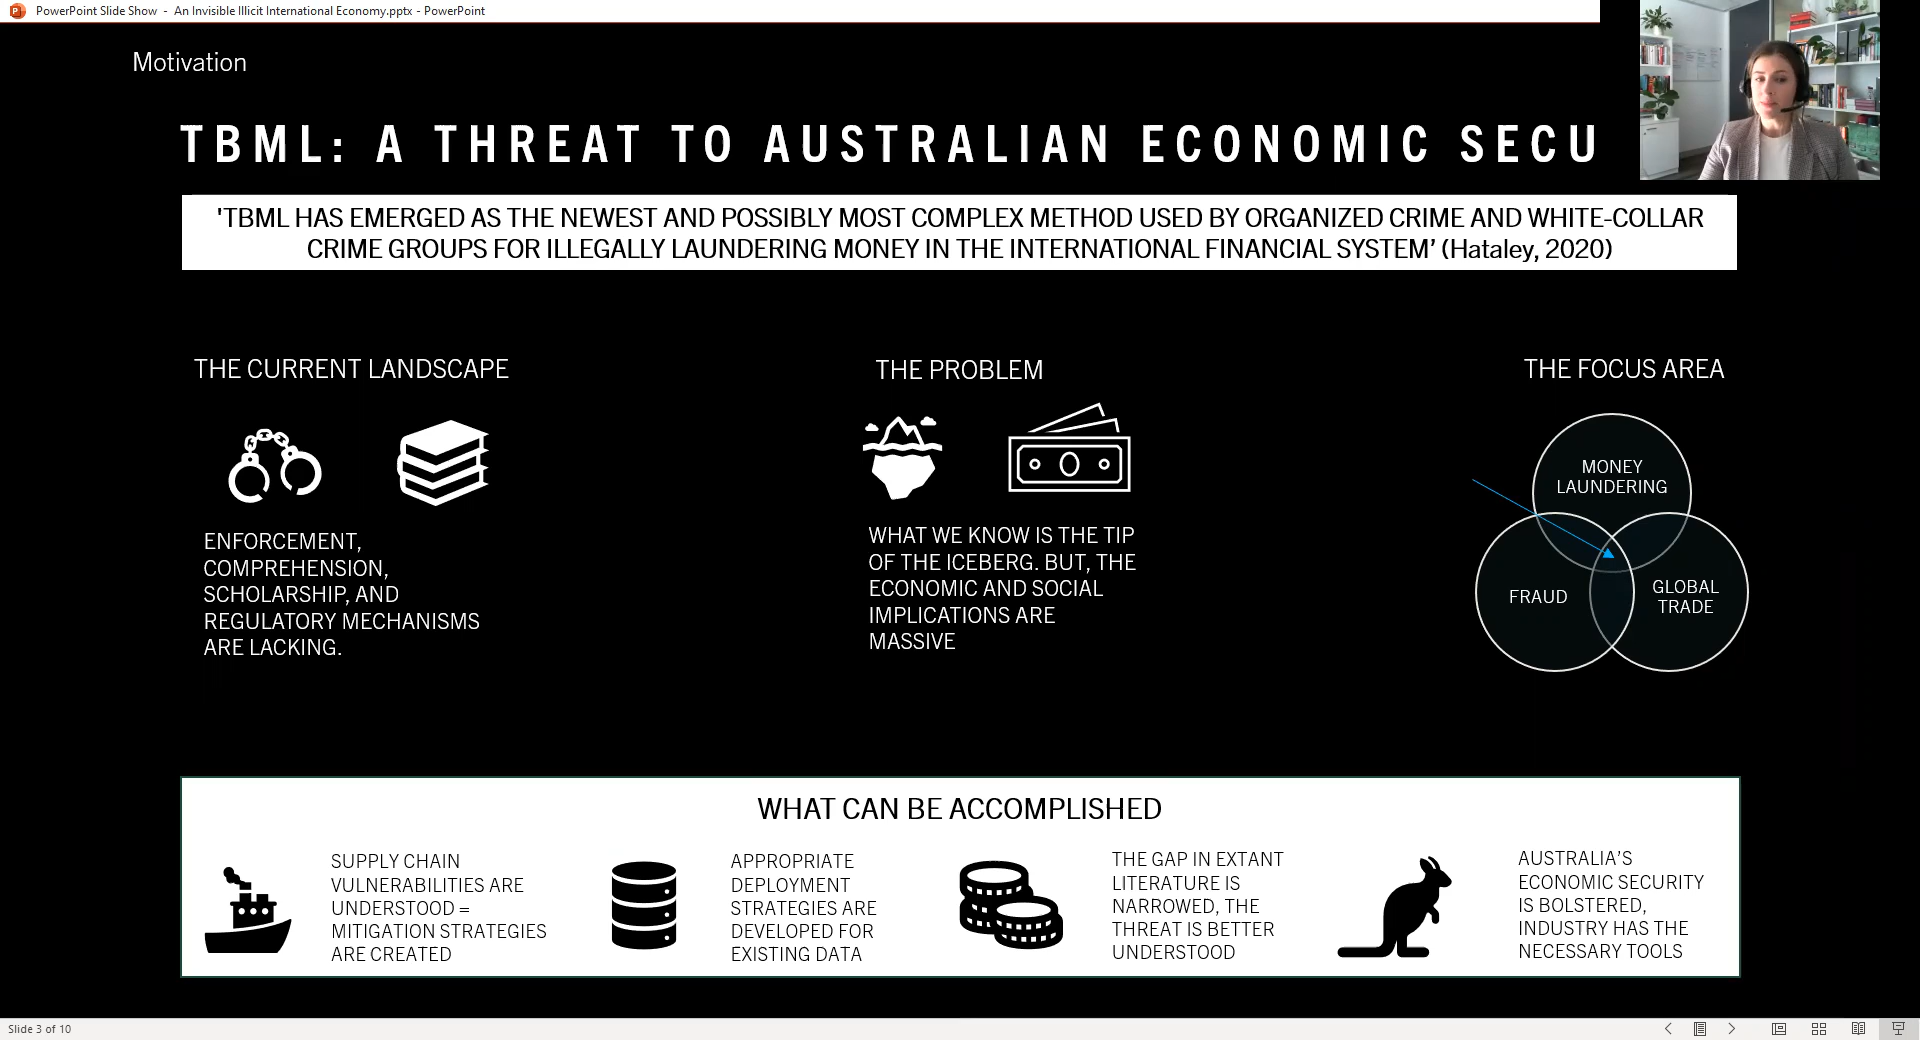 PowerPoint Slide Show - An Invisible Illicit International Economy.pptx - PowerPoint
Motivation
TBML: A THREAT TO AUSTRALIAN ECONOMIC SECU
'TBML HAS EMERGED AS THE NEWEST AND POSSIBLY MOST COMPLEX METHOD USED BY ORGANIZED CRIME AND WHITE-COLLAR
CRIME GROUPS FOR ILLEGALLY LAUNDERING MONEY IN THE INTERNATIONAL FINANCIAL SYSTEM’ (Hataley, 2020)
THE CURRENT LANDSCAPE
ENFORCEMENT,
COMPREHENSION,
SCHOLARSHIP, AND
REGULATORY MECHANISMS
ARE LACKING.
THE PROBLEM
WHAT WE KNOW IS THE TIP
OF THE ICEBERG. BUT, THE
ECONOMIC AND SOCIAL
IMPLICATIONS ARE
MASSIVE
THE FOCUS AREA
MONEY
LAUNDERING
FRAUD
GLOBAL
TRADE
WHAT CAN BE ACCOMPLISHED
SUPPLY CHAIN
VULNERABILITIES ARE
UNDERSTOOD =
MITIGATION STRATEGIES
ARE CREATED
APPROPRIATE
DEPLOYMENT
STRATEGIES ARE
DEVELOPED FOR
EXISTING DATA
THE GAP IN EXTANT
LITERATURE IS
NARROWED, THE
THREAT IS BETTER
UNDERSTOOD
AUSTRALIA’S
ECONOMIC SECURITY
IS BOLSTERED,
INDUSTRY HAS THE
NECESSARY TOOLS
Slide 3 of 10